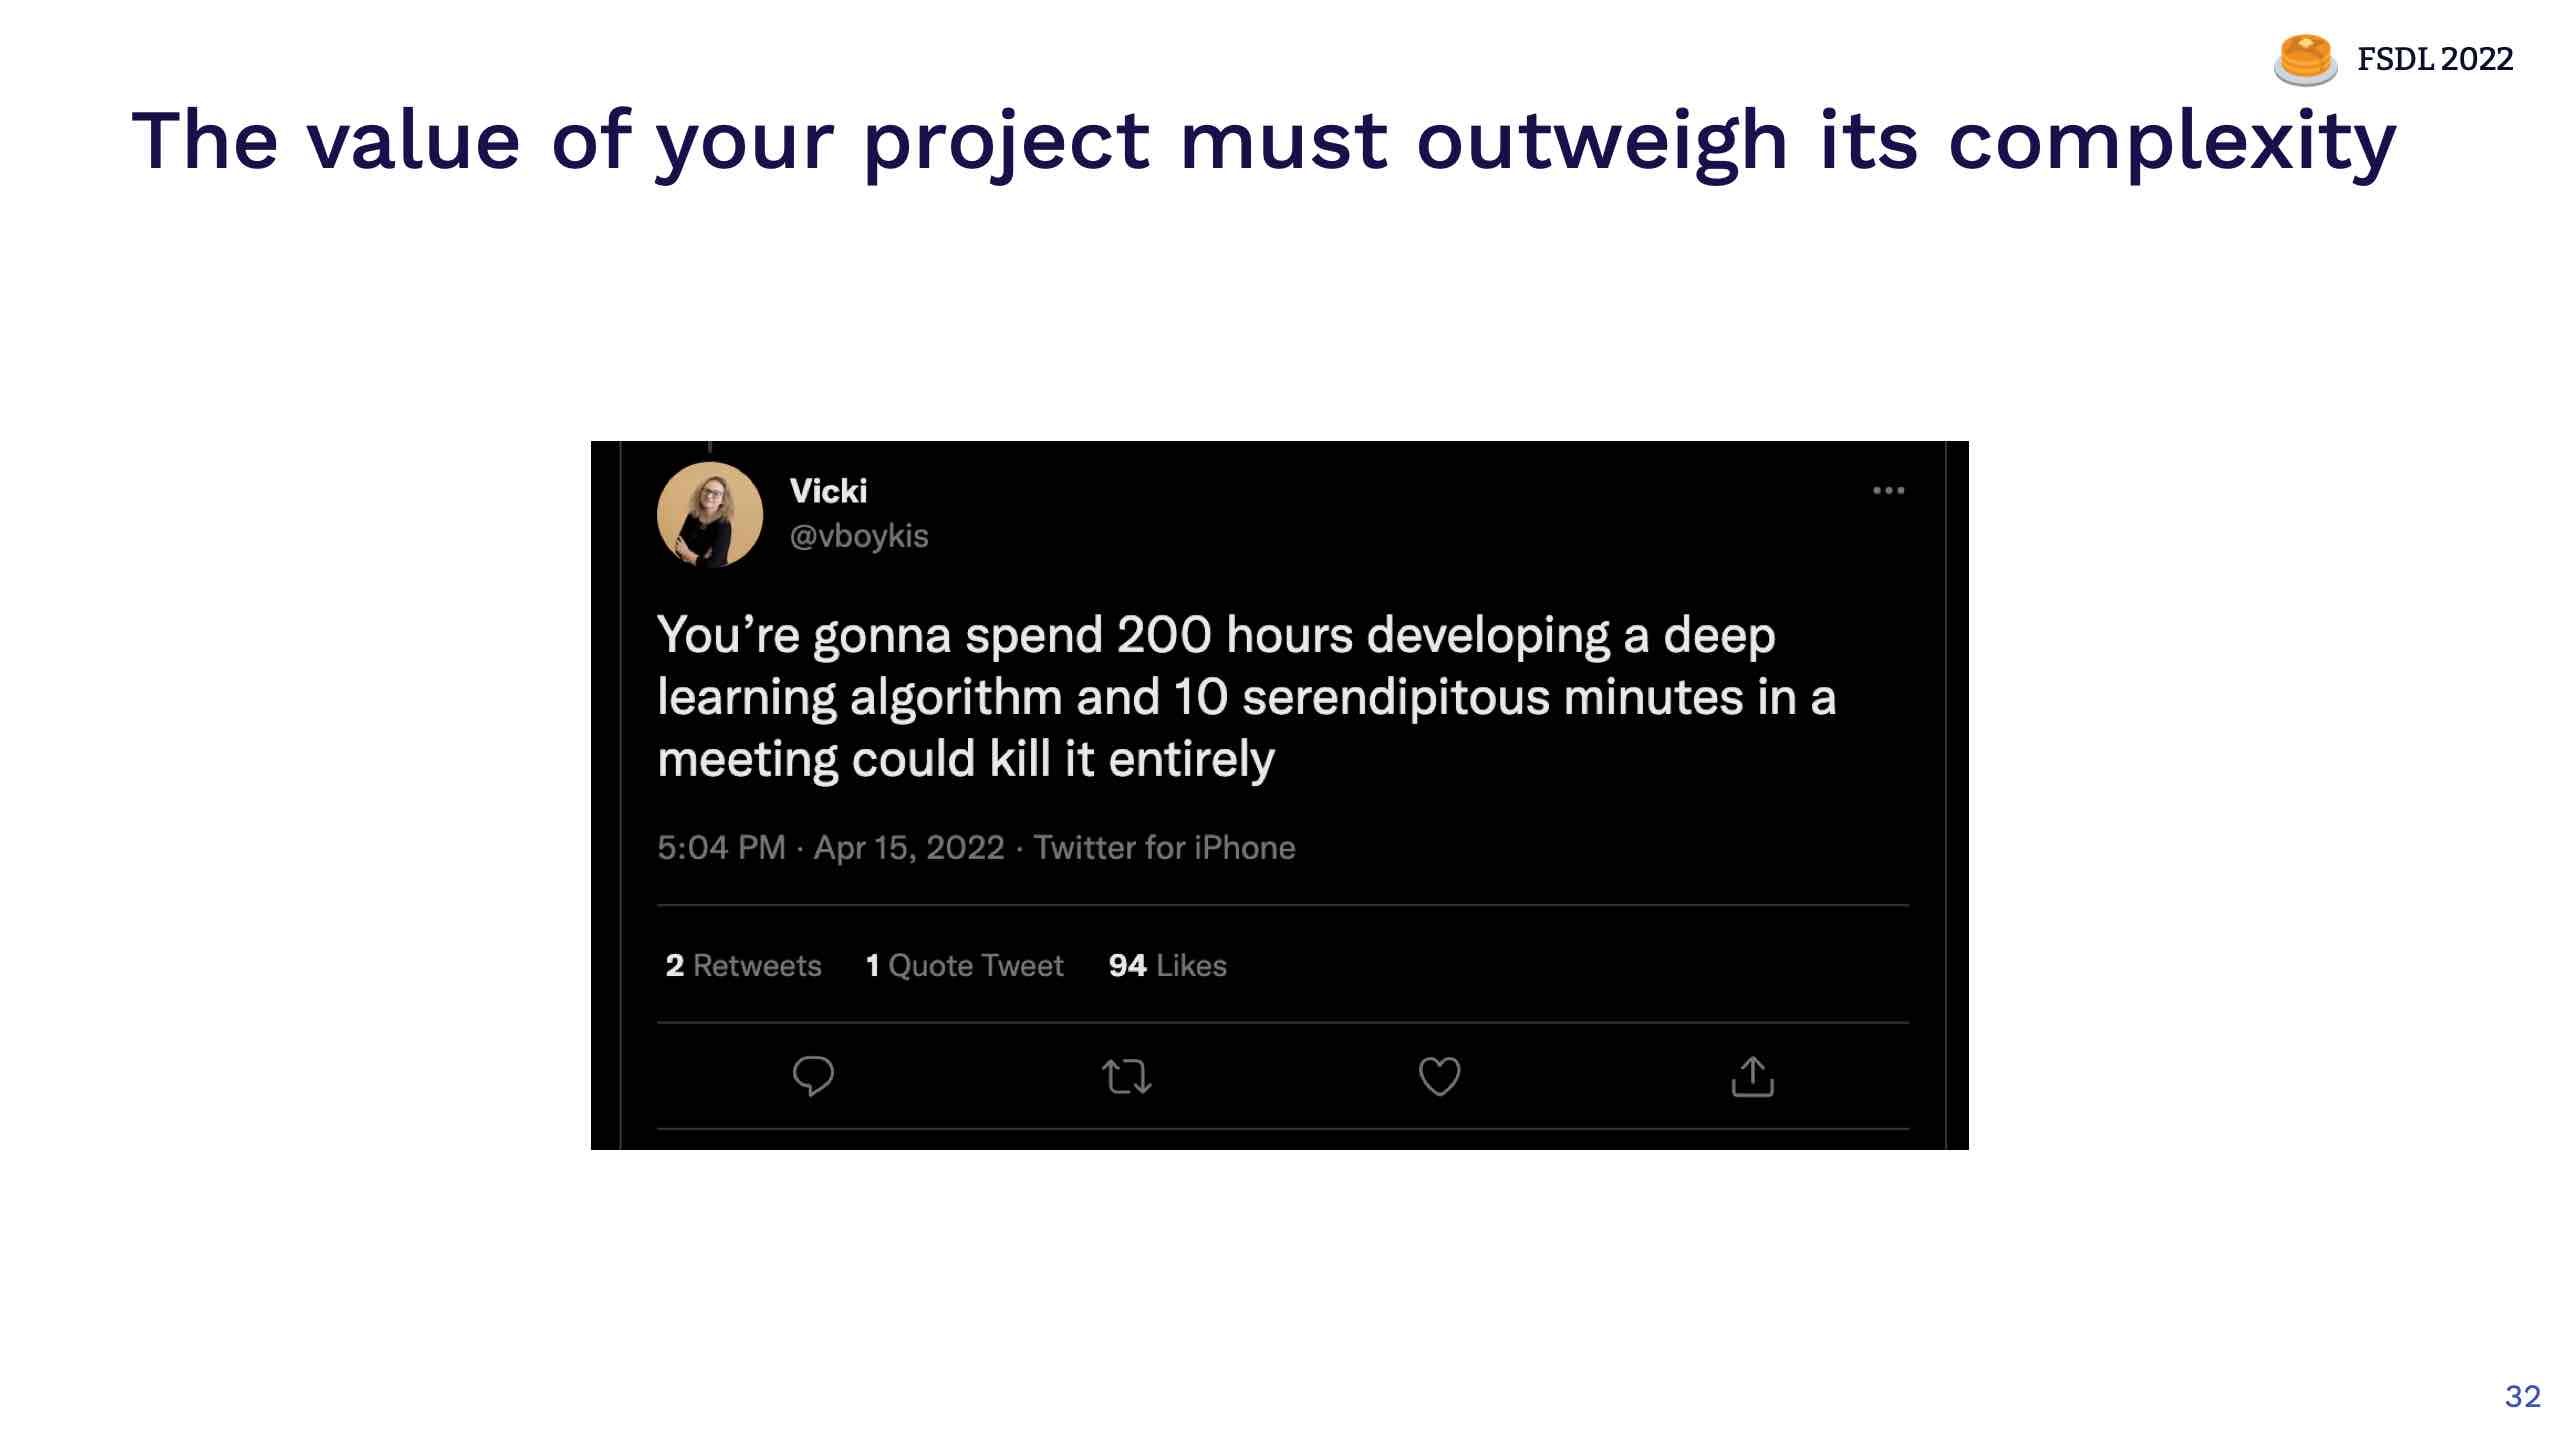 FSDL 2022
The value of your project must outweigh its complexity
Vicki
@vboykis
You’re gonna spend 200 hours developing a deep
learning algorithm and 10 serendipitous minutes in a
meeting could kill it entirely
5:04 PM · Apr 15, 2022 · Twitter for iPhone
2 Retweets 1 Quote Tweet 94 Likes
32